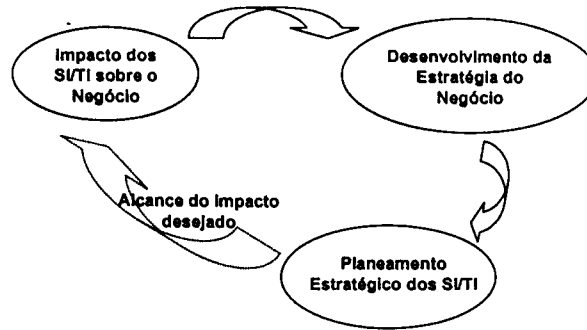 Impacto dos
SI/TI sobre o
Negócio
Desenvolvimento da
Estratégia do
Negócio
Alcance do impacto
desejado
Planeamento
Estratégico dos SI/TI